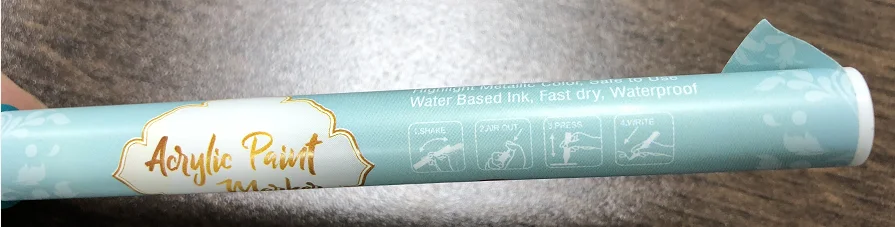 Acrylic Paint
Marker
Highlight Metallic Color, Safe to Use
Water Based Ink, Fast dry, Waterproof
1.SHAKE
2.AIR OUT
3.PRESS
4.WRITE